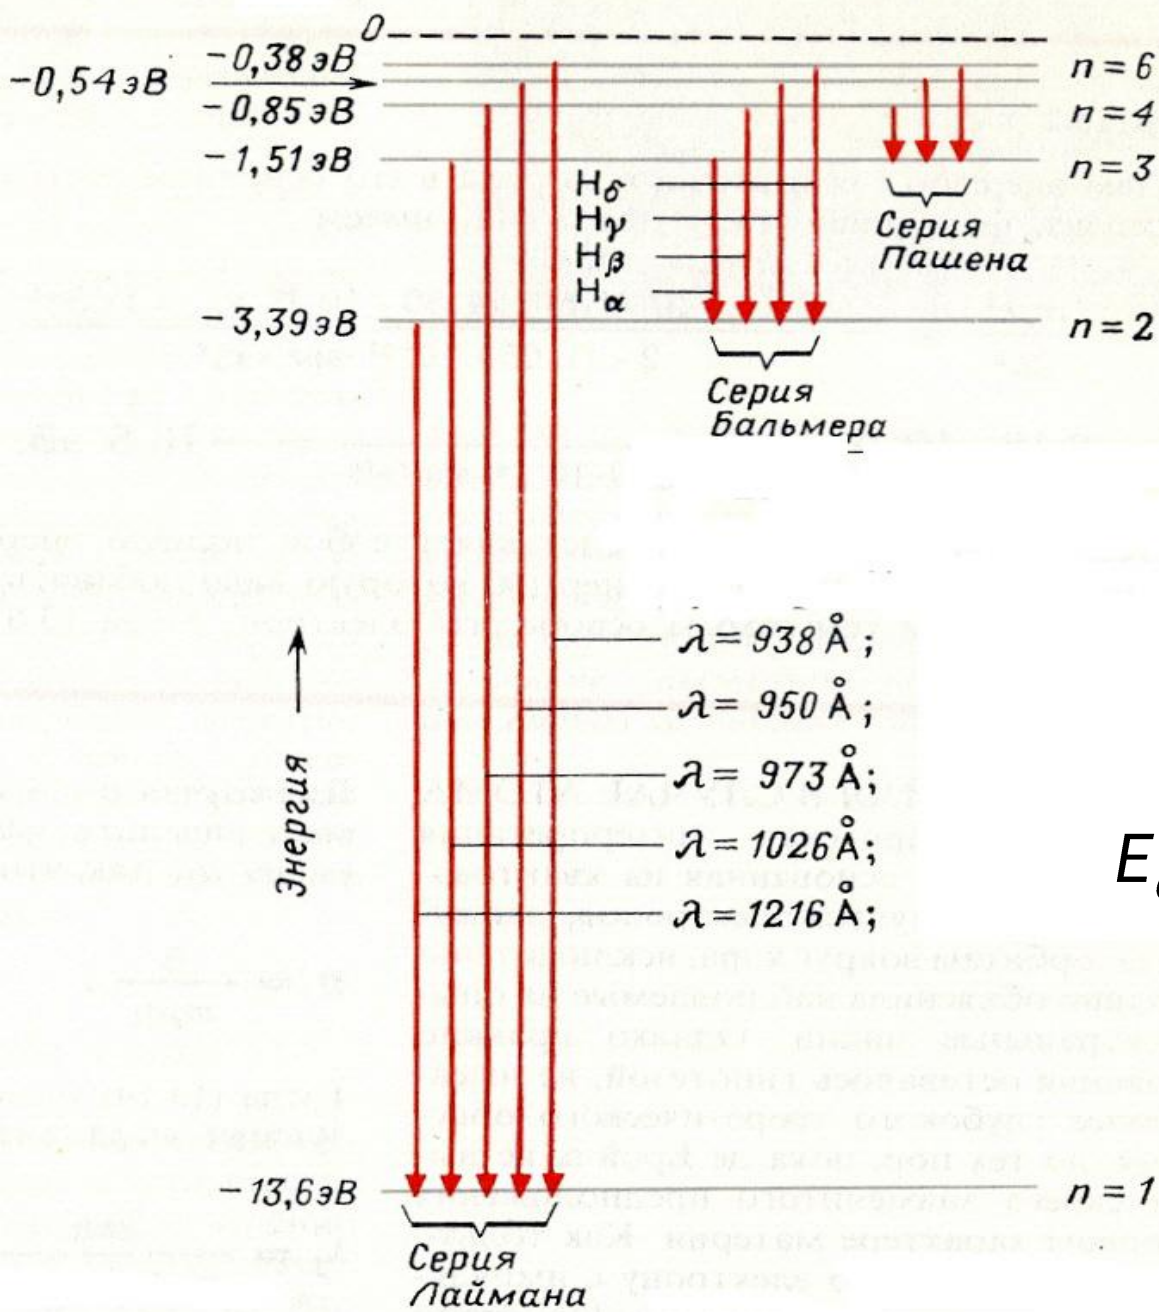 0
−0,38 эВ
n = 6
−0,54 эВ
−0,85 эВ
n = 4
−1,51 эВ
n = 3
Hδ
Hγ
Hβ
Hα
Серия
Пашена
−3,39 эВ
n = 2
Серия
Бальмера
λ = 938 Å;
λ = 950 Å;
λ = 973 Å;
λ = 1026 Å;
λ = 1216 Å;
Энергия
E
−13,6 эВ
n = 1
Серия
Лаймана